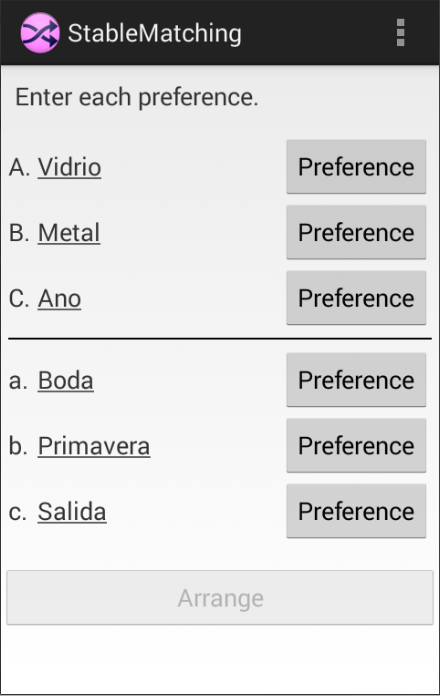 StableMatching
Enter each preference.
A. Vidrio Preference
B. Metal Preference
C. Ano Preference
a. Boda Preference
b. Primavera Preference
c. Salida Preference
Arrange